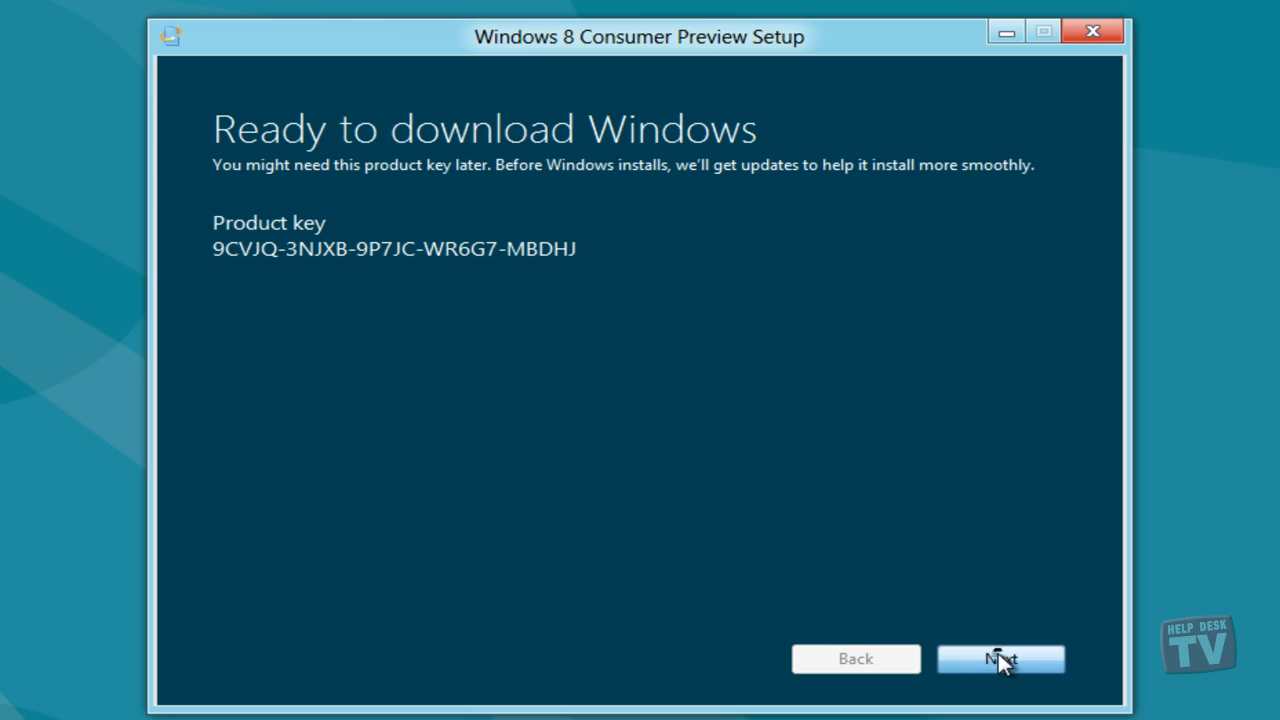 Windows 8 Consumer Preview Setup
Ready to download Windows
You might need this product key later. Before Windows installs, we'll get updates to help it install more smoothly.
Product key
9CVJQ-3NJXB-9P7JC-WR6G7-MBDHJ
Back
Next
HELP DESK
TV